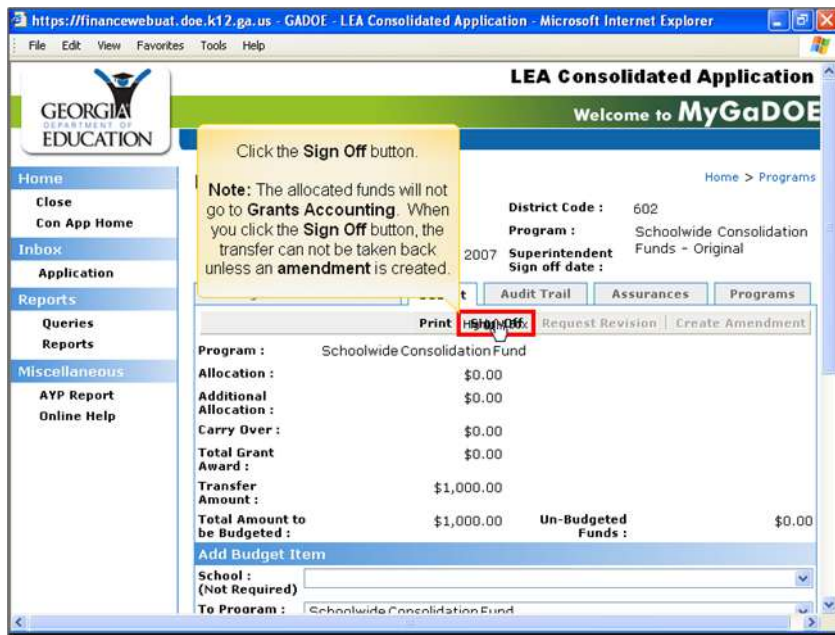 https://financewebuat.doe.k12.ga.us - GADOE - LEA Consolidated Application - Microsoft Internet Explorer
File Edit View Favorites Tools Help
GEORGIA
DEPARTMENT OF
EDUCATION
LEA Consolidated Application
Welcome to MyGaDOE
Home
Close
Con App Home
Inbox
Application
Reports
Queries
Reports
Miscellaneous
AYP Report
Online Help
Click the Sign Off button.
Note: The allocated funds will not
go to Grants Accounting. When
you click the Sign Off button, the
transfer can not be taken back
unless an amendment is created.
Home > Programs
District Code : 602
Program : Schoolwide Consolidation
Funds - Original
2007 Superintendent
Sign off date :
Audit Trail Assurances Programs
Print Sign Off Request Revision | Create Amendment
Program : Schoolwide Consolidation Fund
Allocation : $0.00
Additional
Allocation : $0.00
Carry Over : $0.00
Total Grant
Award : $0.00
Transfer
Amount : $1,000.00
Total Amount to
be Budgeted : $1,000.00 Un-Budgeted
Funds : $0.00
Add Budget Item
School :
(Not Required)
To Program : Schoolwide Consolidation Fund